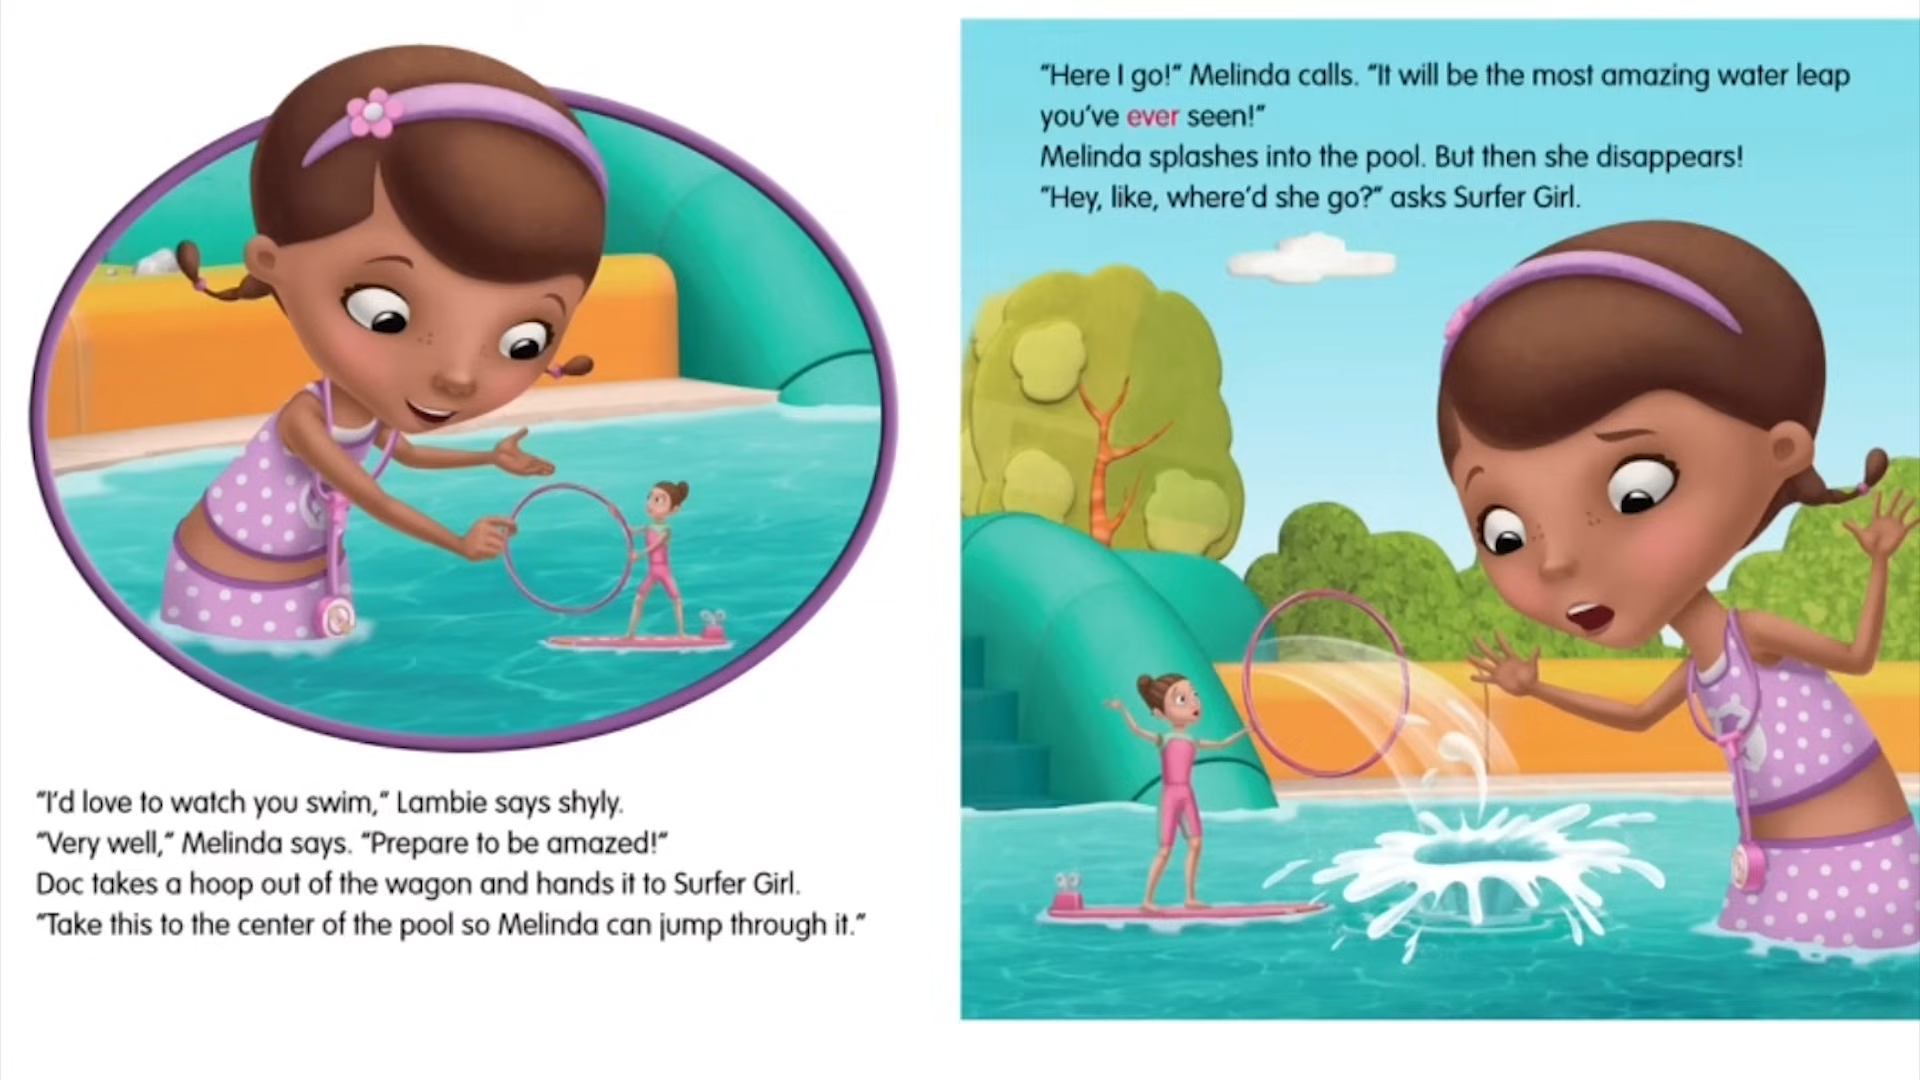 "I'd love to watch you swim," Lambie says shyly.
"Very well," Melinda says. "Prepare to be amazed!"
Doc takes a hoop out of the wagon and hands it to Surfer Girl.
"Take this to the center of the pool so Melinda can jump through it."
"Here I go!" Melinda calls. "It will be the most amazing water leap
you've ever seen!"
Melinda splashes into the pool. But then she disappears!
"Hey, like, where'd she go?" asks Surfer Girl.